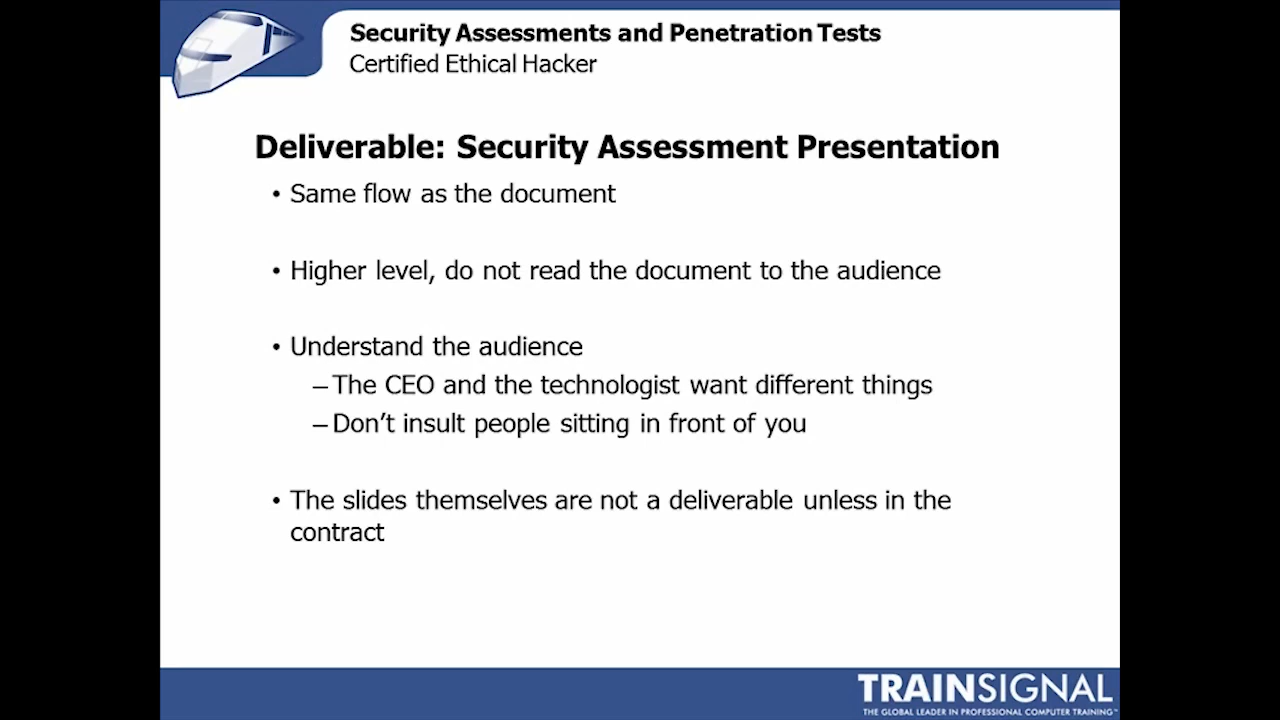 Security Assessments and Penetration Tests
Certified Ethical Hacker
Deliverable: Security Assessment Presentation
• Same flow as the document
• Higher level, do not read the document to the audience
• Understand the audience
– The CEO and the technologist want different things
– Don’t insult people sitting in front of you
• The slides themselves are not a deliverable unless in the
contract
TRAINSIGNAL
THE GLOBAL LEADER IN PROFESSIONAL COMPUTER TRAINING™